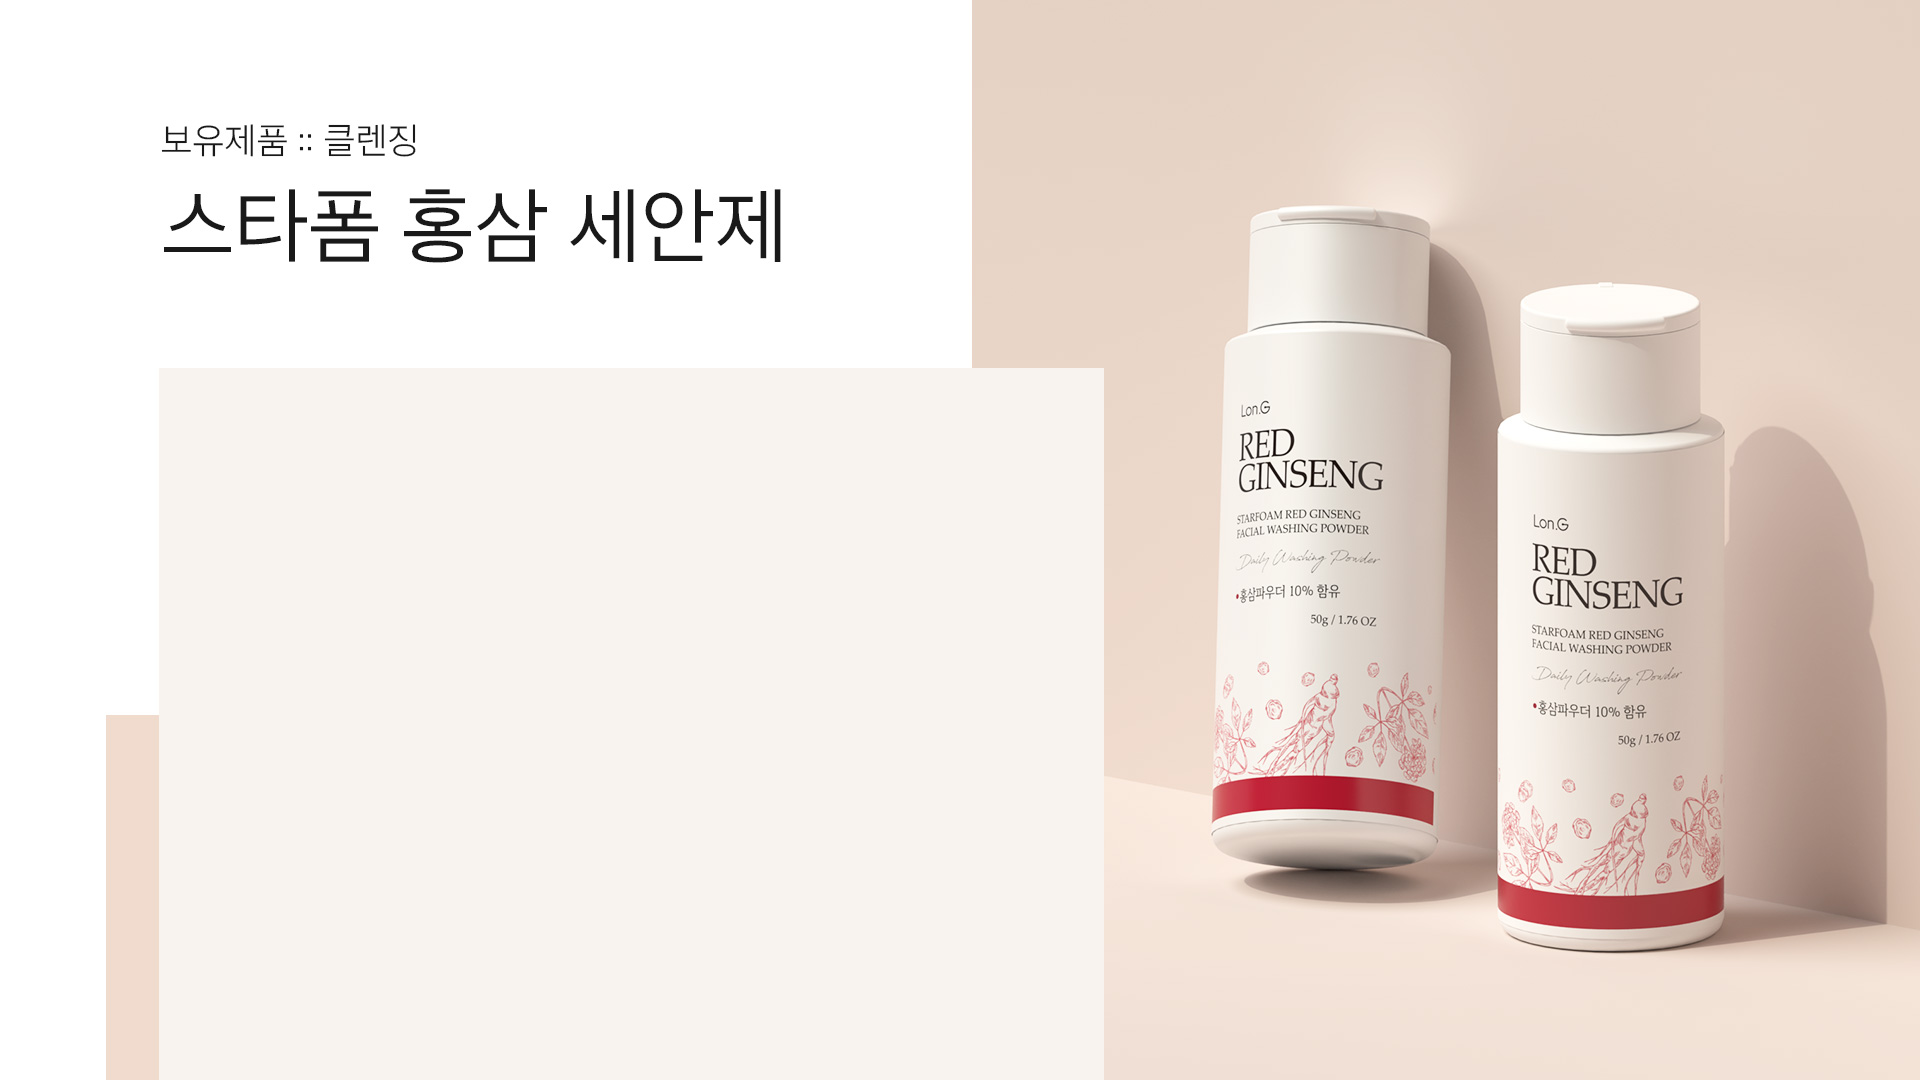 보유제품 :: 클렌징
스타폼 홍삼 세안제
Lon.G
RED
GINSENG
STARFOAM RED GINSENG
FACIAL WASHING POWDER
Daily Washing Powder
•홍삼파우더 10% 함유
50g / 1.76 OZ
Lon.G
RED
GINSENG
STARFOAM RED GINSENG
FACIAL WASHING POWDER
Daily Washing Powder
•홍삼파우더 10% 함유
50g / 1.76 OZ